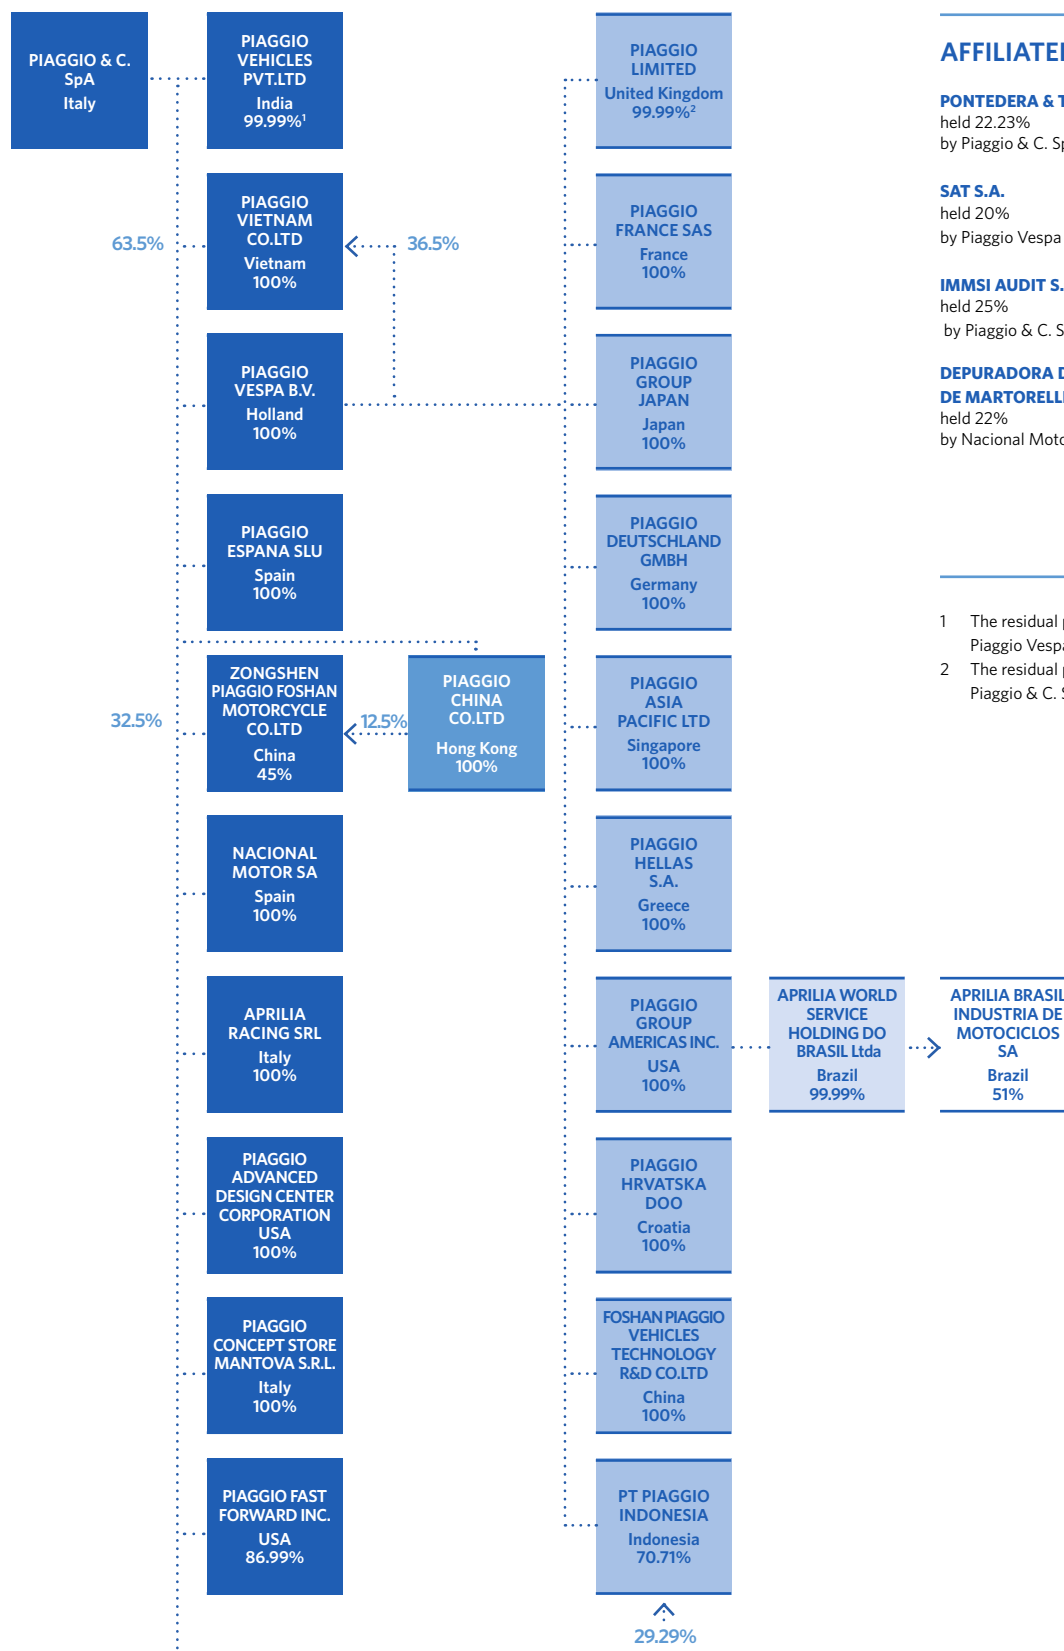 PIAGGIO & C.
SpA
Italy
PIAGGIO
VEHICLES
PVT.LTD
India
99.99%¹
63.5%
PIAGGIO
VIETNAM
CO.LTD
Vietnam
100%
36.5%
PIAGGIO
VESPA B.V.
Holland
100%
PIAGGIO
ESPANA SLU
Spain
100%
32.5%
ZONGSHEN
PIAGGIO FOSHAN
MOTORCYCLE
CO.LTD
China
45%
12.5%
PIAGGIO
CHINA
CO.LTD
Hong Kong
100%
NACIONAL
MOTOR SA
Spain
100%
APRILIA
RACING SRL
Italy
100%
PIAGGIO
ADVANCED
DESIGN CENTER
CORPORATION
USA
100%
PIAGGIO
CONCEPT STORE
MANTOVA S.R.L.
Italy
100%
PIAGGIO FAST
FORWARD INC.
USA
86.99%
PIAGGIO
LIMITED
United Kingdom
99.99%²
PIAGGIO
FRANCE SAS
France
100%
PIAGGIO
GROUP
JAPAN
Japan
100%
PIAGGIO
DEUTSCHLAND
GMBH
Germany
100%
PIAGGIO
ASIA
PACIFIC LTD
Singapore
100%
PIAGGIO
HELLAS
S.A.
Greece
100%
PIAGGIO
GROUP
AMERICAS INC.
USA
100%
APRILIA WORLD
SERVICE
HOLDING DO
BRASIL Ltda
Brazil
99.99%
APRILIA BRASIL
INDUSTRIA DE
MOTOCICLOS
SA
Brazil
51%
PIAGGIO
HRVATSKA
DOO
Croatia
100%
FOSHAN PIAGGIO
VEHICLES
TECHNOLOGY
R&D CO.LTD
China
100%
PT PIAGGIO
INDONESIA
Indonesia
70.71%
29.29%
AFFILIATE
PONTEDERA &
held 22.23%
by Piaggio & C.
SAT S.A.
held 20%
by Piaggio Vespa
IMMSI AUDIT
held 25%
by Piaggio & C.
DEPURADORA
DE MARTORELL
held 22%
by Nacional
1 The residual
Piaggio Vespa
2 The residual
Piaggio & C.